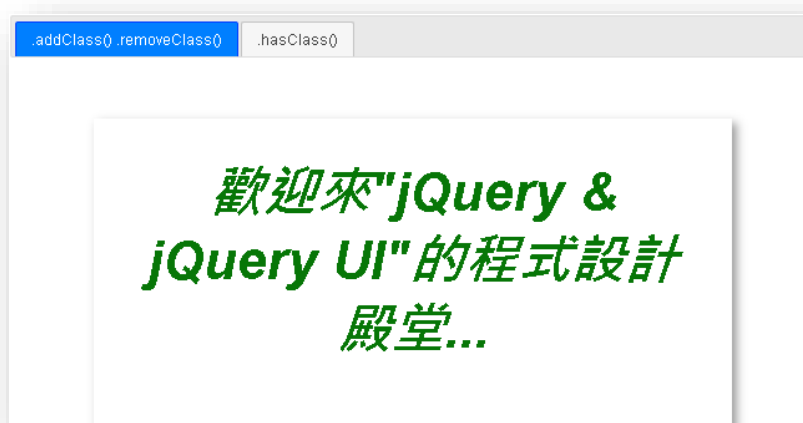 .addClass() .removeClass() .hasClass()
歡迎來"jQuery &
jQuery UI"的程式設計
殿堂...